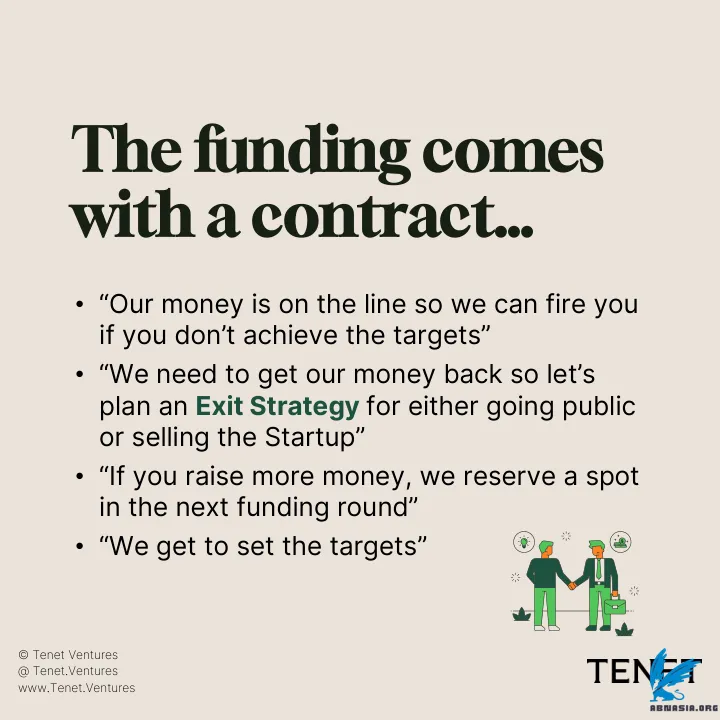 The funding comes
with a contract...
• “Our money is on the line so we can fire you
if you don’t achieve the targets”
• “We need to get our money back so let’s
plan an Exit Strategy for either going public
or selling the Startup”
• “If you raise more money, we reserve a spot
in the next funding round”
• “We get to set the targets”
© Tenet Ventures
@ Tenet.Ventures
www.Tenet.Ventures
TENET
ABNASIA.ORG